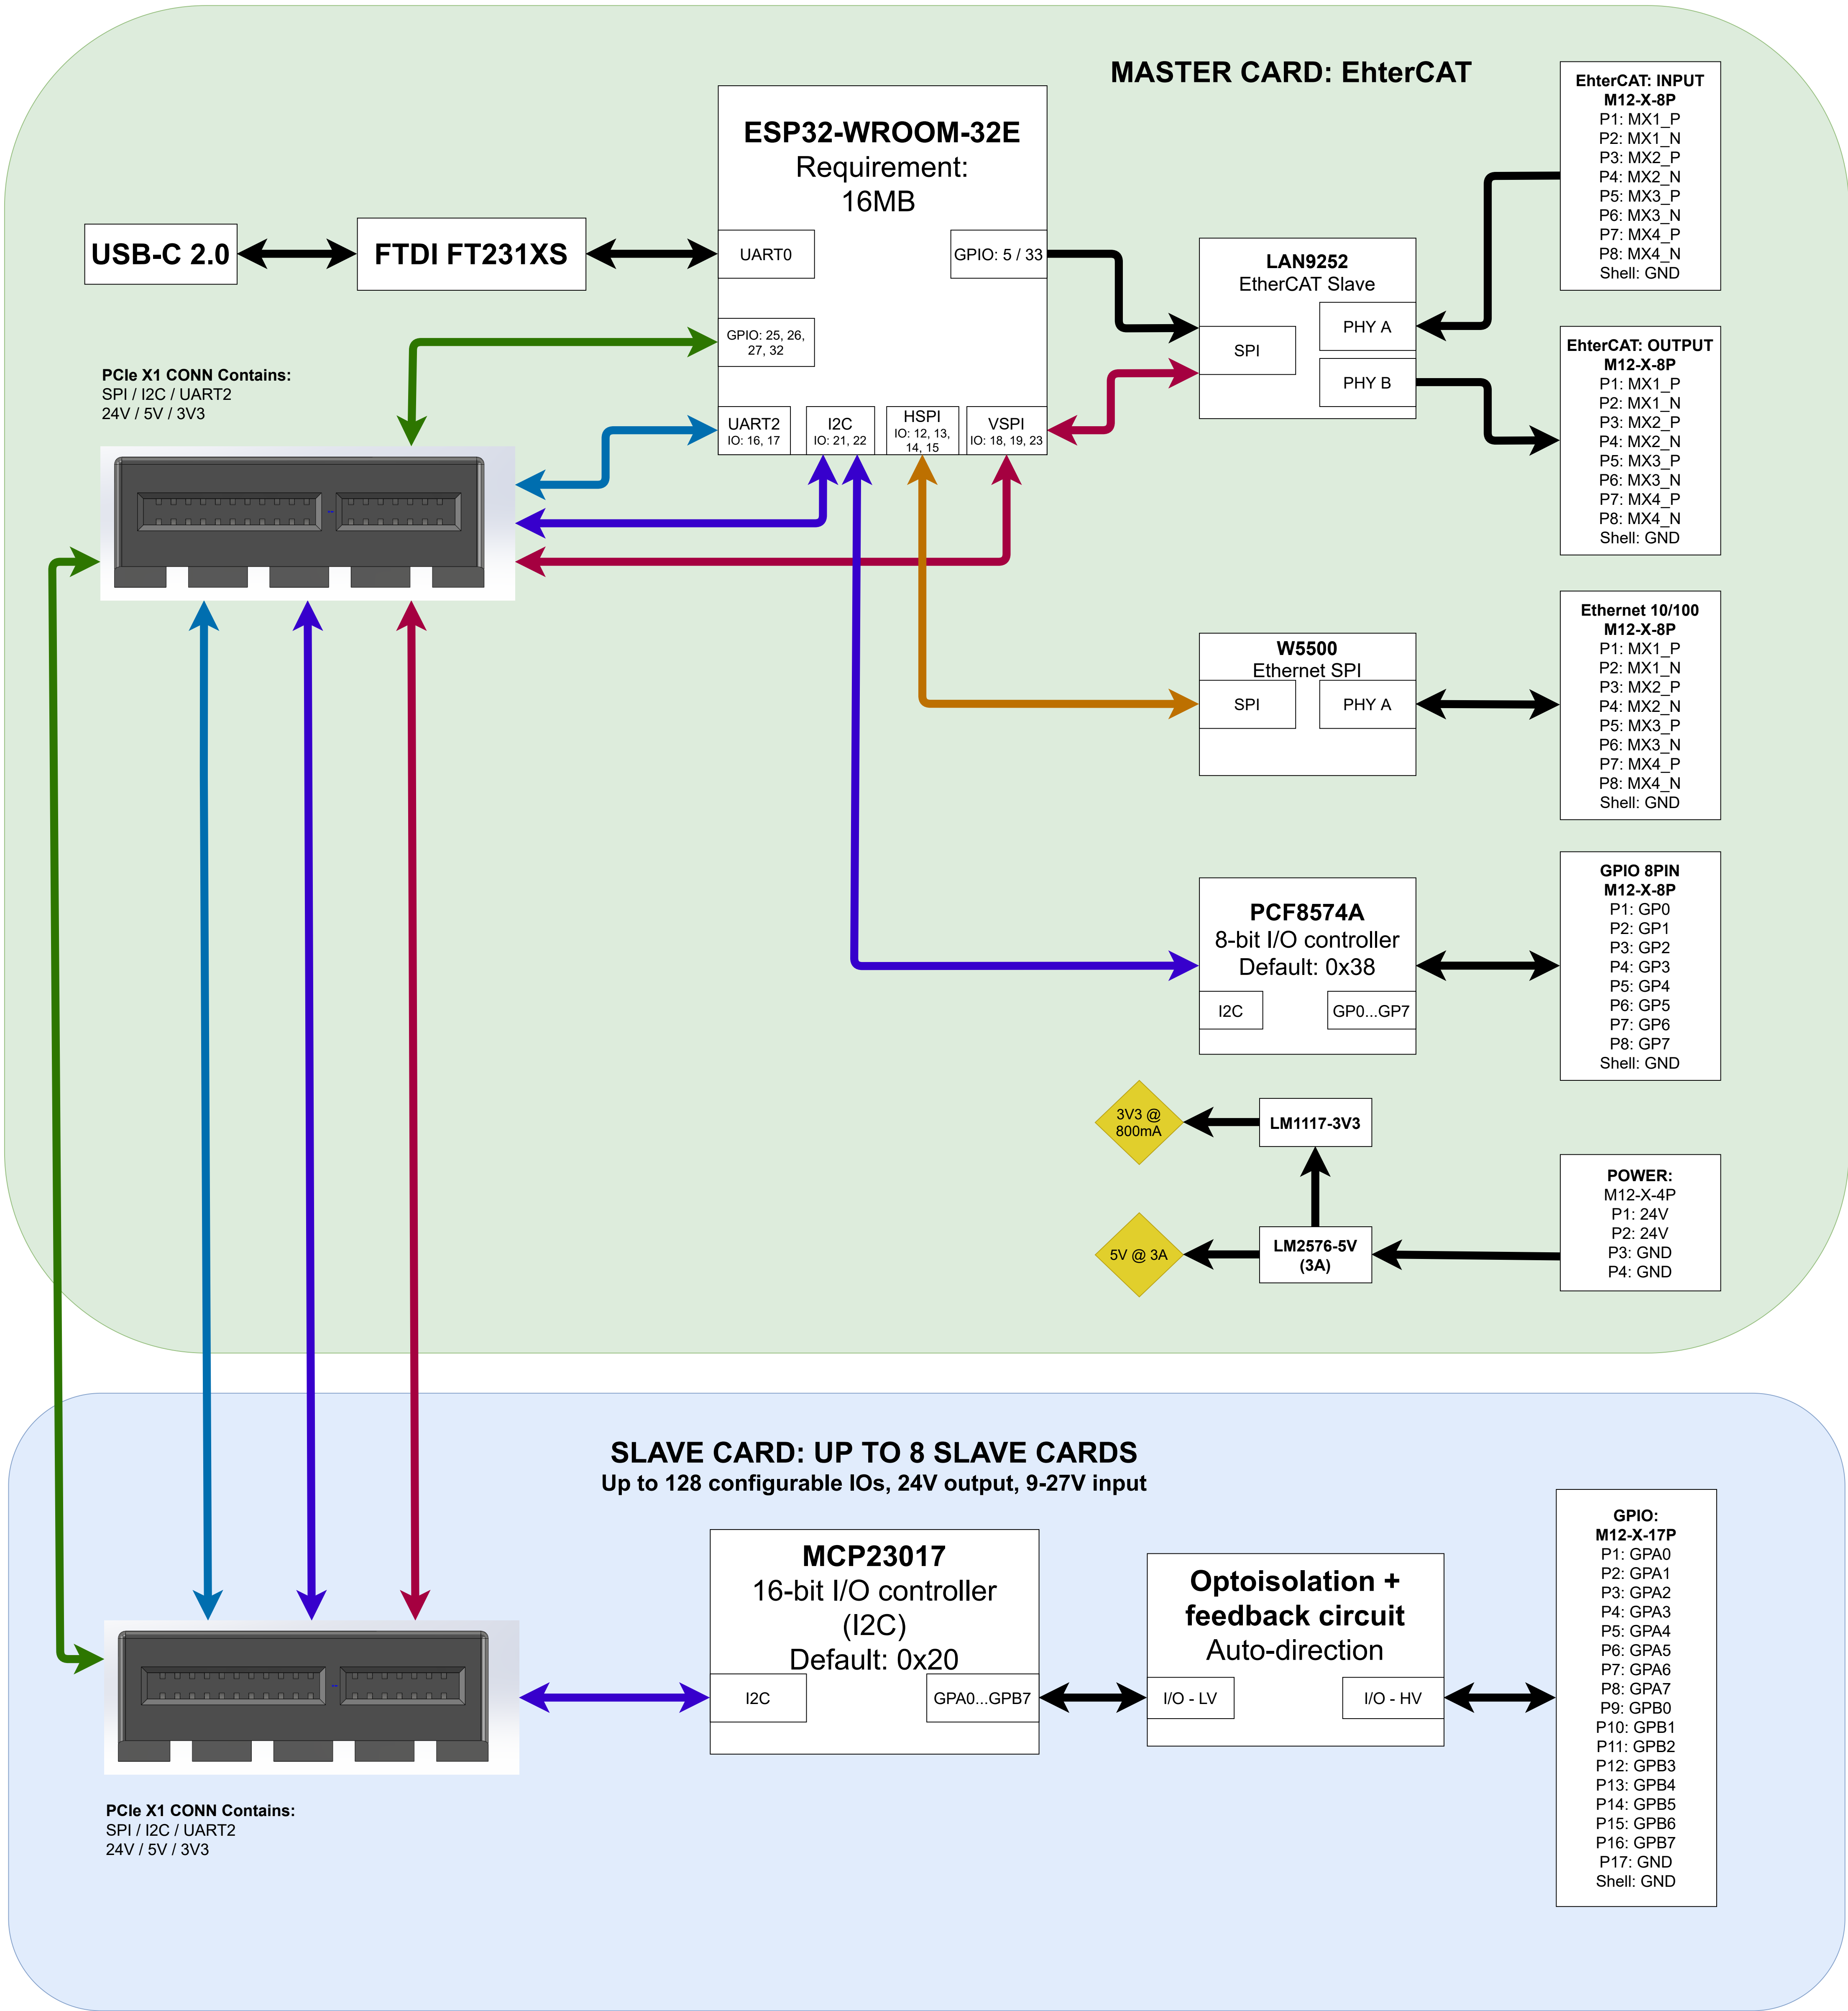 MASTER CARD: EhterCAT
ESP32-WROOM-32E
Requirement:
16MB
UART0
GPIO: 5 / 33
GPIO: 25, 26,
27, 32
UART2
IO: 16, 17
I2C
IO: 21, 22
HSPI
IO: 12, 13,
14, 15
VSPI
IO: 18, 19, 23
USB-C 2.0
FTDI FT231XS
PCIe X1 CONN Contains:
SPI / I2C / UART2
24V / 5V / 3V3
LAN9252
EtherCAT Slave
SPI
PHY A
PHY B
EhterCAT: INPUT
M12-X-8P
P1: MX1_P
P2: MX1_N
P3: MX2_P
P4: MX2_N
P5: MX3_P
P6: MX3_N
P7: MX4_P
P8: MX4_N
Shell: GND
EhterCAT: OUTPUT
M12-X-8P
P1: MX1_P
P2: MX1_N
P3: MX2_P
P4: MX2_N
P5: MX3_P
P6: MX3_N
P7: MX4_P
P8: MX4_N
Shell: GND
W5500
Ethernet SPI
SPI
PHY A
Ethernet 10/100
M12-X-8P
P1: MX1_P
P2: MX1_N
P3: MX2_P
P4: MX2_N
P5: MX3_P
P6: MX3_N
P7: MX4_P
P8: MX4_N
Shell: GND
PCF8574A
8-bit I/O controller
Default: 0x38
I2C
GP0...GP7
GPIO 8PIN
M12-X-8P
P1: GP0
P2: GP1
P3: GP2
P4: GP3
P5: GP4
P6: GP5
P7: GP6
P8: GP7
Shell: GND
3V3 @
800mA
LM1117-3V3
5V @ 3A
LM2576-5V
(3A)
POWER:
M12-X-4P
P1: 24V
P2: 24V
P3: GND
P4: GND
SLAVE CARD: UP TO 8 SLAVE CARDS
Up to 128 configurable IOs, 24V output, 9-27V input
MCP23017
16-bit I/O controller
(I2C)
Default: 0x20
I2C
GPA0...GPB7
Optoisolation +
feedback circuit
Auto-direction
I/O - LV
I/O - HV
GPIO:
M12-X-17P
P1: GPA0
P2: GPA1
P3: GPA2
P4: GPA3
P5: GPA4
P6: GPA5
P7: GPA6
P8: GPA7
P9: GPB0
P10: GPB1
P11: GPB2
P12: GPB3
P13: GPB4
P14: GPB5
P15: GPB6
P16: GPB7
P17: GND
Shell: GND
PCIe X1 CONN Contains:
SPI / I2C / UART2
24V / 5V / 3V3